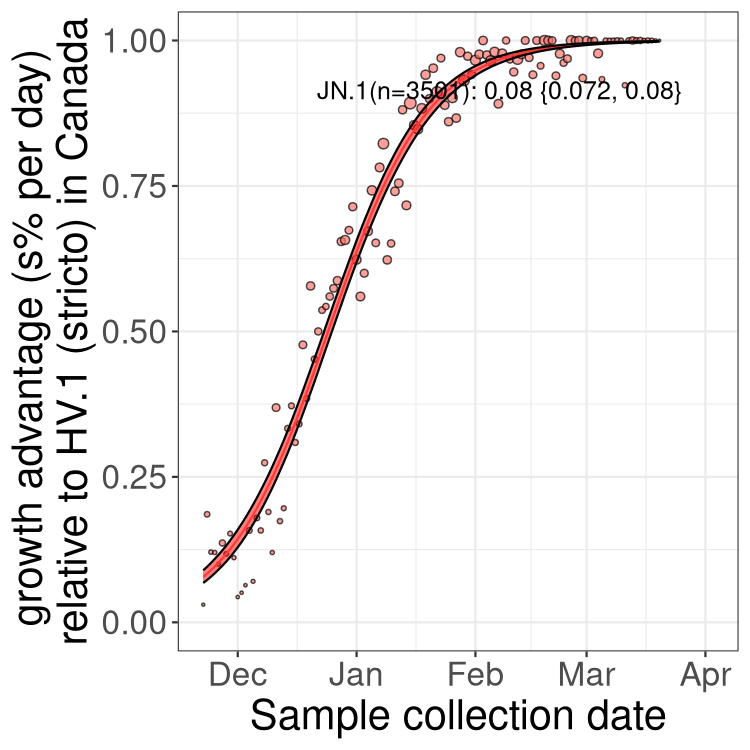 growth advantage (s% per day)
relative to HV.1 (stricto) in Canada
1.00
0.75
0.50
0.25
0.00
JN.1(n=3501): 0.08 {0.072, 0.08}
Dec Jan Feb Mar Apr
Sample collection date